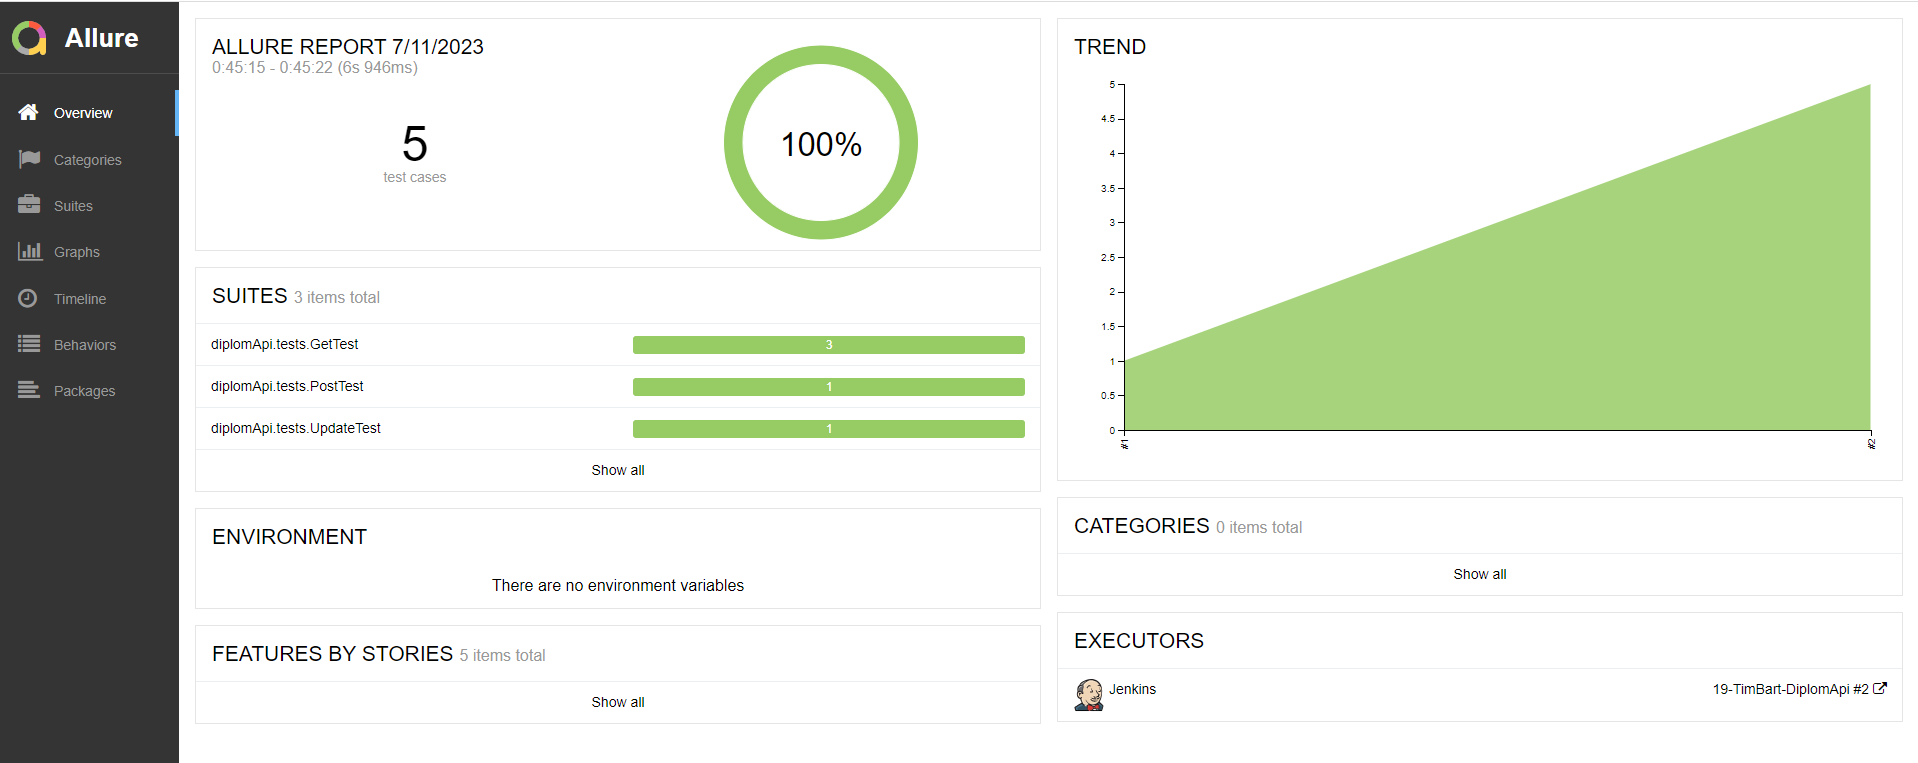 Allure
Overview
Categories
Suites
Graphs
Timeline
Behaviors
Packages
ALLURE REPORT 7/11/2023
0:45:15 - 0:45:22 (6s 946ms)
5
test cases
100%
SUITES 3 items total
diplomApi.tests.GetTest 3
diplomApi.tests.PostTest 1
diplomApi.tests.UpdateTest 1
Show all
ENVIRONMENT
There are no environment variables
FEATURES BY STORIES 5 items total
Show all
TREND
5
4.5
4
3.5
3
2.5
2
1.5
1
0.5
0
#1
#2
CATEGORIES 0 items total
Show all
EXECUTORS
Jenkins 19-TimBart-DiplomApi #2